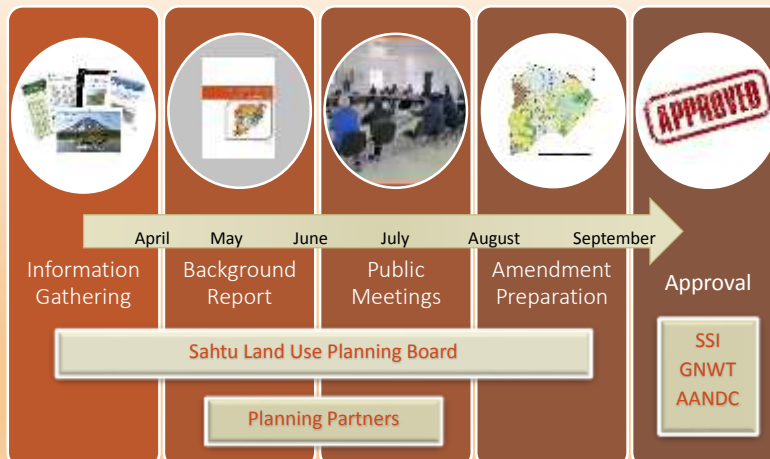 APPROVED
April May June July August September
Information
Gathering
Background
Report
Public
Meetings
Amendment
Preparation
Approval
Sahtu Land Use Planning Board
Planning Partners
SSI
GNWT
AANDC